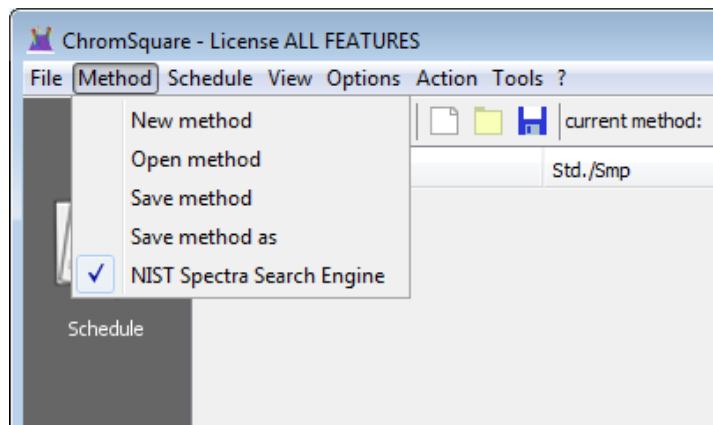 ChromSquare - License ALL FEATURES
File Method Schedule View Options Action Tools ?
New method
current method:
Open method
Std./Smp
Save method
Save method as
NIST Spectra Search Engine
Schedule